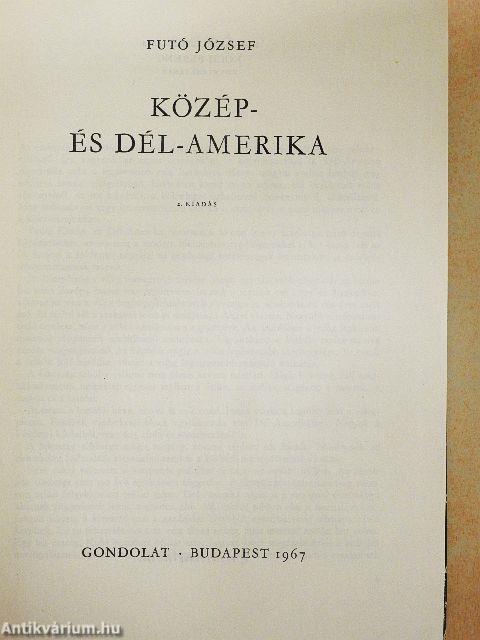 FUTÓ JÓZSEF
KÖZÉP-
ÉS DÉL-AMERIKA
2. KIADÁS
GONDOLAT · BUDAPEST 1967
Antikvárium.hu